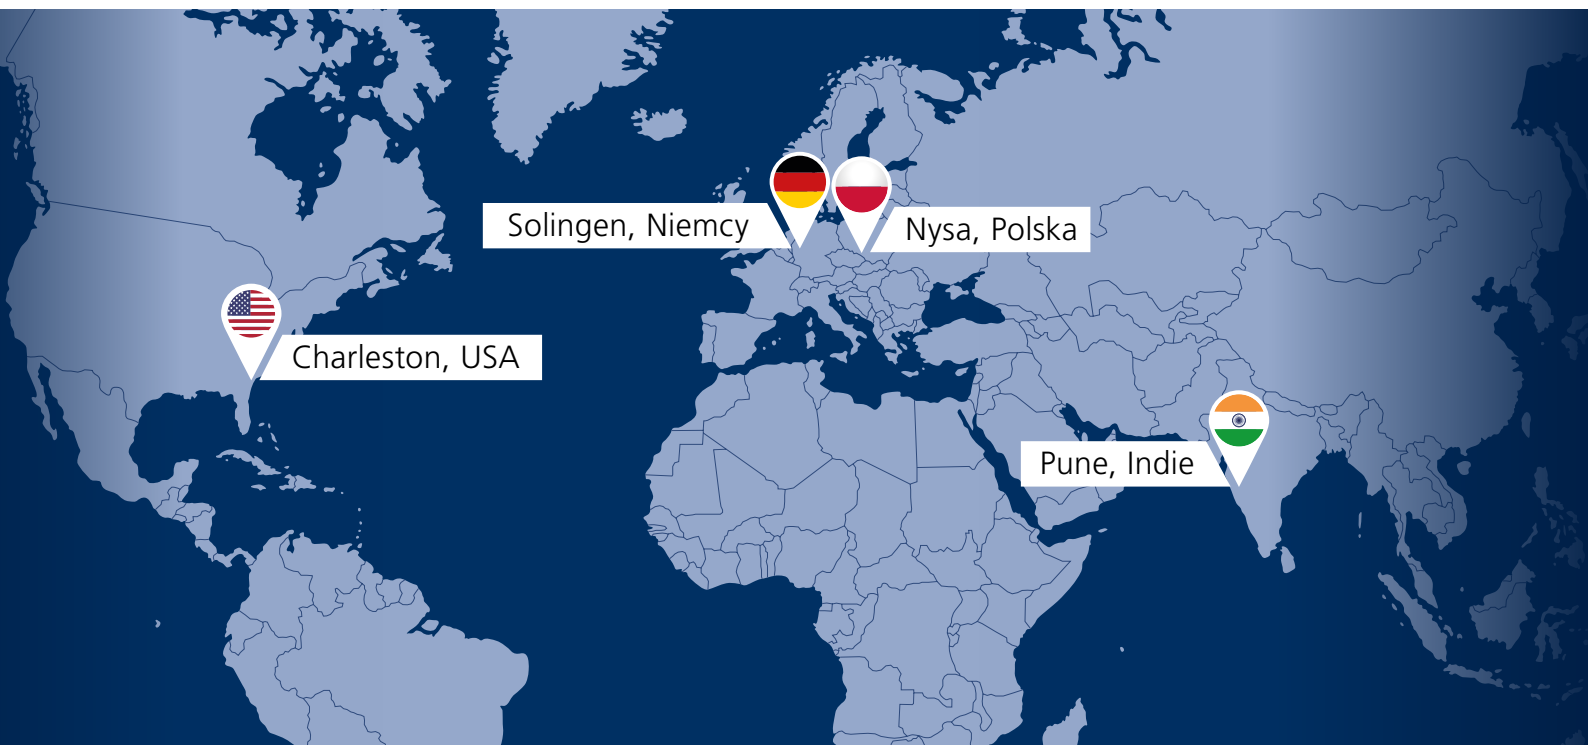 Solingen, Niemcy
Nysa, Polska
Charleston, USA
Pune, Indie